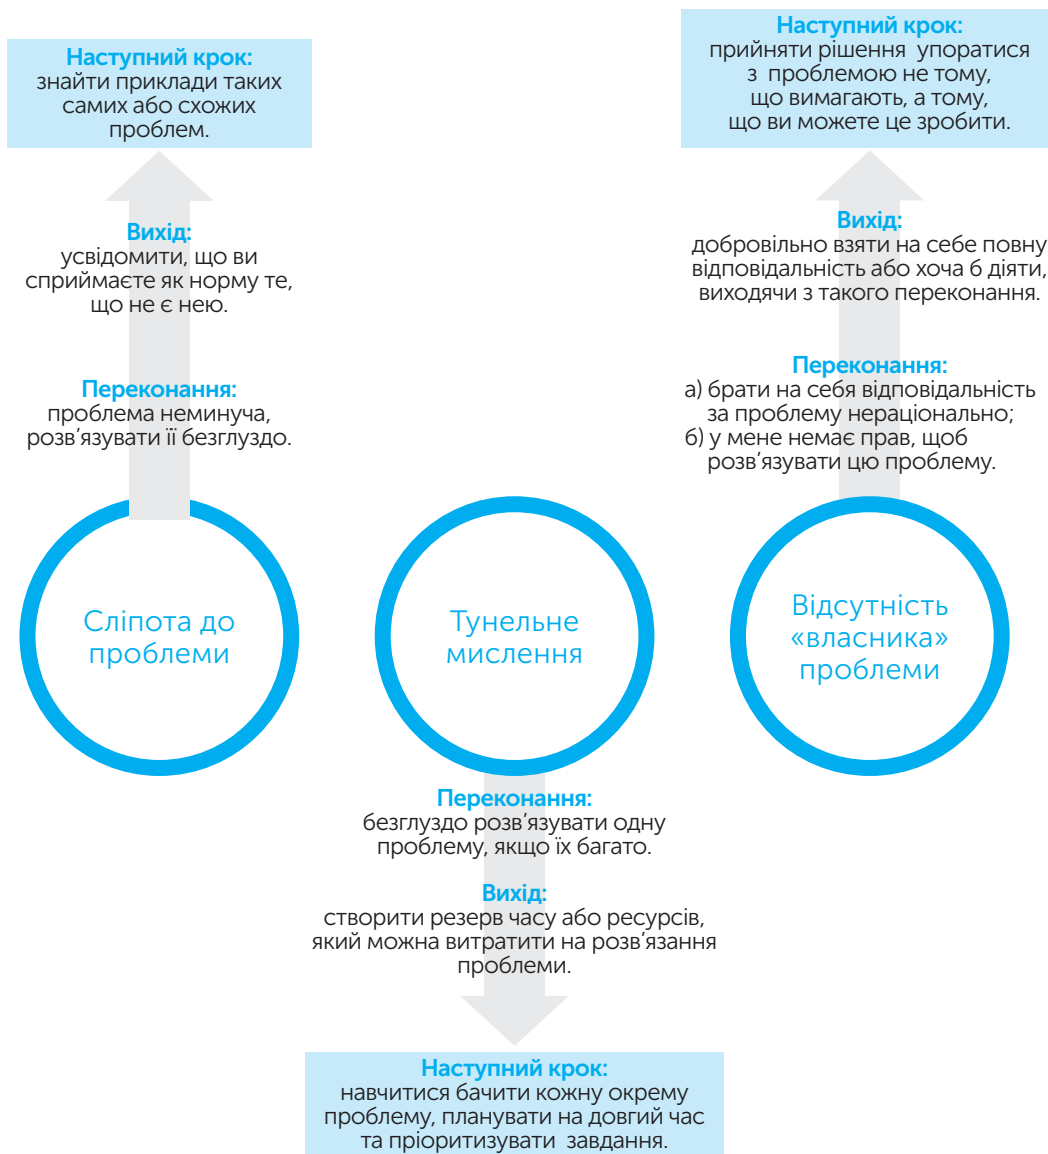 Наступний крок:
знайти приклади таких
самих або схожих
проблем.
Вихід:
усвідомити, що ви
сприймаєте як норму те,
що не є нею.
Переконання:
проблема неминуча,
розв’язувати її безглуздо.
Сліпота до
проблеми
Тунельне
мислення
Переконання:
безглуздо розв’язувати одну
проблему, якщо їх багато.
Вихід:
створити резерв часу або ресурсів,
який можна витратити на розв’язання
проблеми.
Наступний крок:
навчитися бачити кожну окрему
проблему, планувати на довгий час
та пріоритизувати завдання.
Наступний крок:
прийняти рішення упоратися
з проблемою не тому,
що вимагають, а тому,
що ви можете це зробити.
Вихід:
добровільно взяти на себе повну
відповідальність або хоча б діяти,
виходячи з такого переконання.
Переконання:
а) брати на себе відповідальність
за проблему нераціонально;
б) у мене немає прав, щоб
розв’язувати цю проблему.
Відсутність
«власника»
проблеми